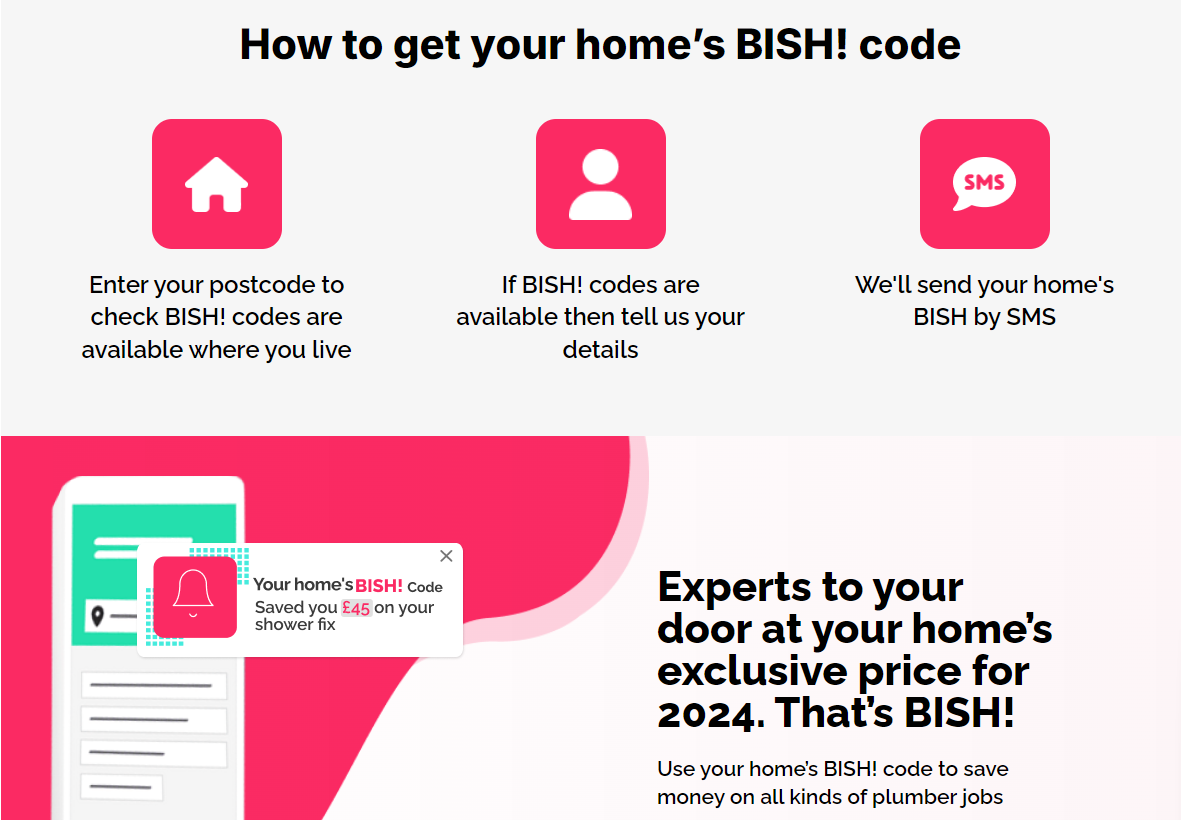 How to get your home’s BISH! code
SMS
Enter your postcode to
check BISH! codes are
available where you live
If BISH! codes are
available then tell us your
details
We'll send your home's
BISH by SMS
Your home's BISH! Code
Saved you £45 on your
shower fix
Experts to your
door at your home’s
exclusive price for
2024. That’s BISH!
Use your home’s BISH! code to save
money on all kinds of plumber jobs